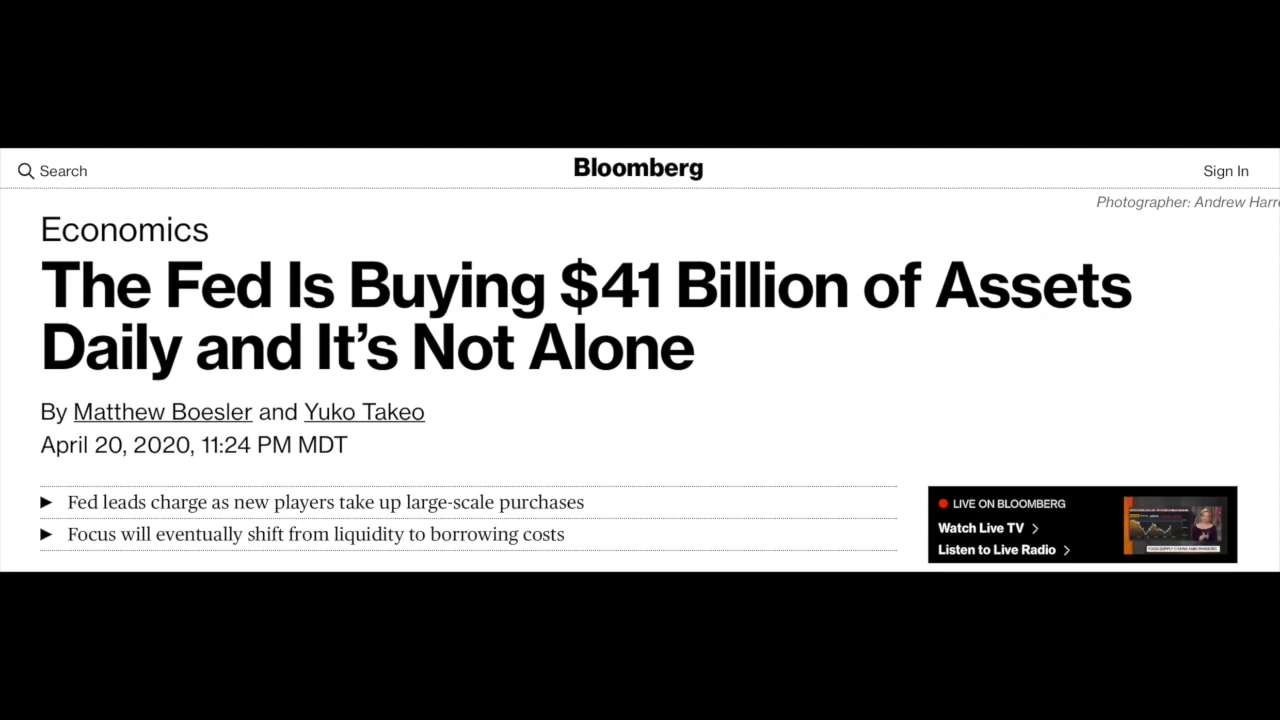 Search
Bloomberg
Sign In
Photographer: Andrew Harr
Economics
The Fed Is Buying $41 Billion of Assets
Daily and It's Not Alone
By Matthew Boesler and Yuko Takeo
April 20, 2020, 11:24 PM MDT
Fed leads charge as new players take up large-scale purchases
Focus will eventually shift from liquidity to borrowing costs
LIVE ON BLOOMBERG
Watch Live TV
Listen to Live Radio